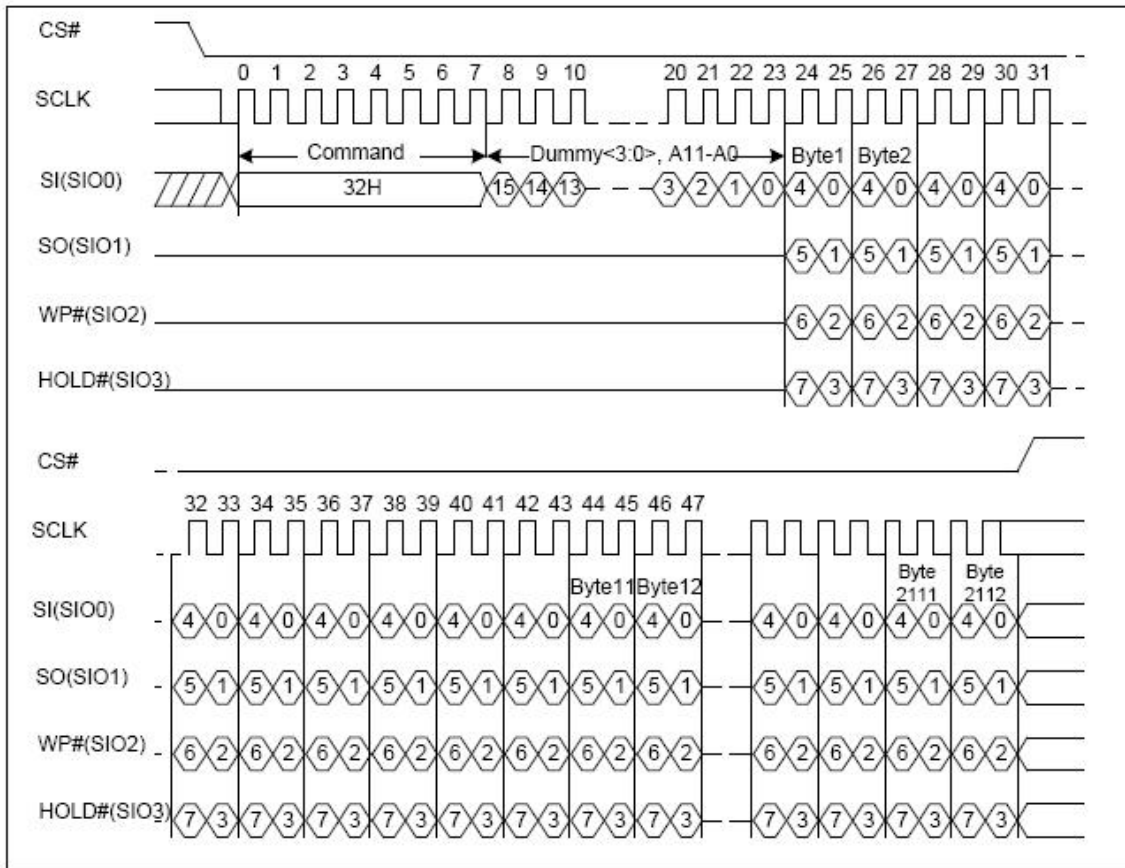 CS#
0 1 2 3 4 5 6 7 8 9 10 20 21 22 23 24 25 26 27 28 29 30 31
SCLK
Command Dummy<3:0>, A11-A0 Byte1 Byte2
SI(SIO0) 32H 15 14 13 3 2 1 0 4 0 4 0 4 0 4 0
SO(SIO1) 5 1 5 1 5 1 5 1
WP#(SIO2) 6 2 6 2 6 2 6 2
HOLD#(SIO3) 7 3 7 3 7 3 7 3
CS#
32 33 34 35 36 37 38 39 40 41 42 43 44 45 46 47
SCLK
Byte11 Byte12 Byte 2111 Byte 2112
SI(SIO0) 4 0 4 0 4 0 4 0 4 0 4 0 4 0 4 0 4 0 4 0 4 0 4 0
SO(SIO1) 5 1 5 1 5 1 5 1 5 1 5 1 5 1 5 1 5 1 5 1 5 1 5 1
WP#(SIO2) 6 2 6 2 6 2 6 2 6 2 6 2 6 2 6 2 6 2 6 2 6 2 6 2
HOLD#(SIO3) 7 3 7 3 7 3 7 3 7 3 7 3 7 3 7 3 7 3 7 3 7 3 7 3